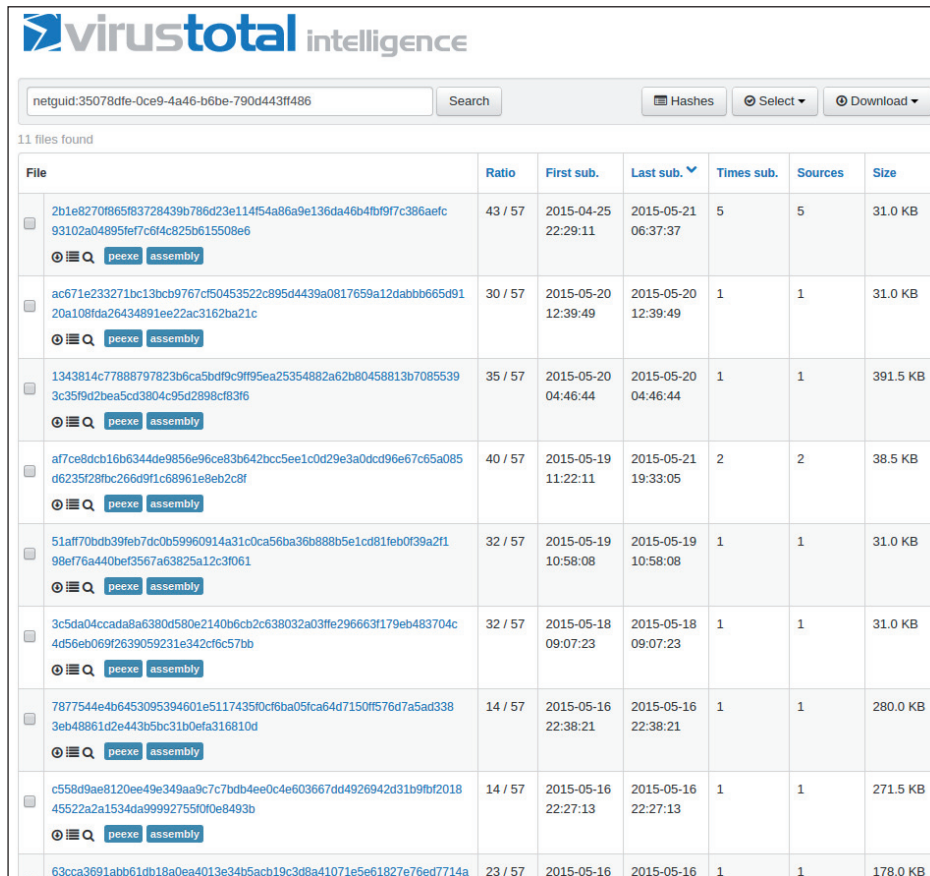 virustotal intelligence
netguid:35078dfe-0ce9-4a46-b6be-790d443ff486 Search Hashes Select Download
11 files found
File Ratio First sub. Last sub. Times sub. Sources Size
2b1e8270f865f83728439b786d23e114f54a86a9e136da46b4fbf9f7c386aefc 43 / 57 2015-04-25 2015-05-21 5 5 31.0 KB
93102a04895fef7c6f4c825b615508e6 22:29:11 06:37:37
peexe assembly
ac671e233271bc13bcb9767cf50453522c895d4439a0817659a12dabbb665d91 30 / 57 2015-05-20 2015-05-20 1 1 31.0 KB
20a108fda26434891ee22ac3162ba21c 12:39:49 12:39:49
peexe assembly
1343814c77888797823b6ca5bdf9c9ff95ea25354882a62b80458813b7085539 35 / 57 2015-05-20 2015-05-20 1 1 391.5 KB
3c35f9d2bea5cd3804c95d2898cf83f6 04:46:44 04:46:44
peexe assembly
af7ce8dcb16b6344de9856e96ce83b642bcc5ee1c0d29e3a0dcd96e67c65a085 40 / 57 2015-05-19 2015-05-21 2 2 38.5 KB
d6235f28fbc266d9f1c68961e8eb2c8f 11:22:11 19:33:05
peexe assembly
51aff70bdb39feb7dc0b59960914a31c0ca56ba36b888b5e1cd81feb0f39a2f1 32 / 57 2015-05-19 2015-05-19 1 1 31.0 KB
98ef76a440bef3567a63825a12c3f061 10:58:08 10:58:08
peexe assembly
3c5da04ccada8a6380d580e2140b6cb2c638032a03ffe296663f179eb483704c 32 / 57 2015-05-18 2015-05-18 1 1 31.0 KB
4d56eb069f2639059231e342cf6c57bb 09:07:23 09:07:23
peexe assembly
7877544e4b6453095394601e5117435f0cf6ba05fca64d7150ff576d7a5ad338 14 / 57 2015-05-16 2015-05-16 1 1 280.0 KB
3eb48861d2e443b5bc31b0efa316810d 22:38:21 22:38:21
peexe assembly
c558d9ae8120ee49e349aa9c7c7bdb4ee0c4e603667dd4926942d31b9fbf2018 14 / 57 2015-05-16 2015-05-16 1 1 271.5 KB
45522a2a1534da99992755f0f0e8493b 22:27:13 22:27:13
peexe assembly
63cca3691abb61db18a0ea4013e34b5acb19c3d8a41071e5e61827e76ed7714a 23 / 57 2015-05-16 2015-05-16 1 1 178.0 KB